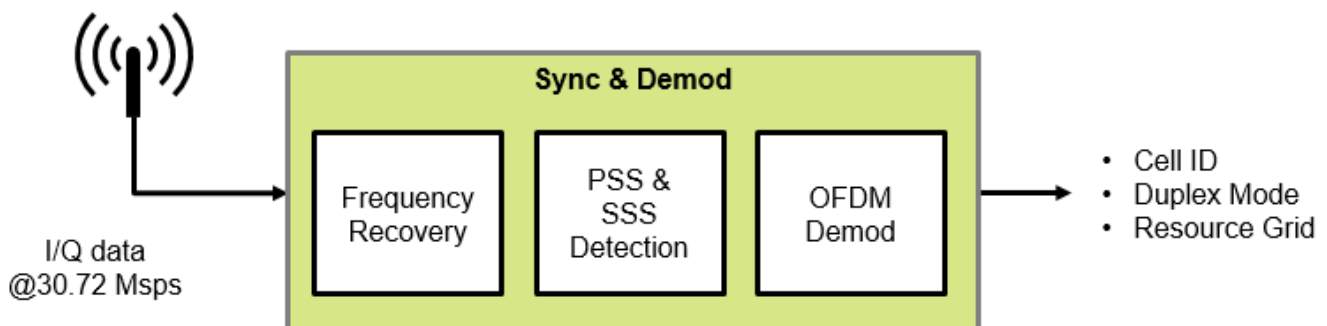 Sync & Demod
I/Q data
@30.72 Msps
Frequency
Recovery
PSS &
SSS
Detection
OFDM
Demod
• Cell ID
• Duplex Mode
• Resource Grid